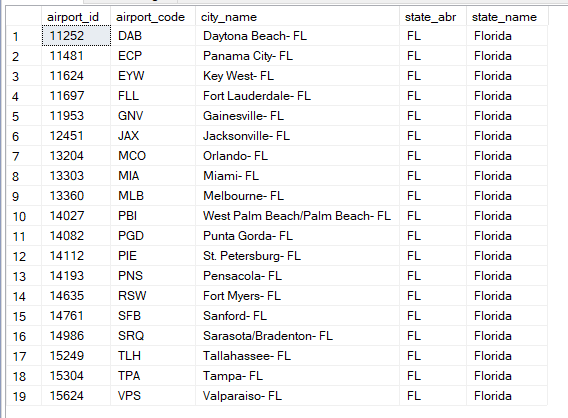 airport_id airport_code city_name state_abr state_name
1 11252 DAB Daytona Beach- FL FL Florida
2 11481 ECP Panama City- FL FL Florida
3 11624 EYW Key West- FL FL Florida
4 11697 FLL Fort Lauderdale- FL FL Florida
5 11953 GNV Gainesville- FL FL Florida
6 12451 JAX Jacksonville- FL FL Florida
7 13204 MCO Orlando- FL FL Florida
8 13303 MIA Miami- FL FL Florida
9 13360 MLB Melbourne- FL FL Florida
10 14027 PBI West Palm Beach/Palm Beach- FL FL Florida
11 14082 PGD Punta Gorda- FL FL Florida
12 14112 PIE St. Petersburg- FL FL Florida
13 14193 PNS Pensacola- FL FL Florida
14 14635 RSW Fort Myers- FL FL Florida
15 14761 SFB Sanford- FL FL Florida
16 14986 SRQ Sarasota/Bradenton- FL FL Florida
17 15249 TLH Tallahassee- FL FL Florida
18 15304 TPA Tampa- FL FL Florida
19 15624 VPS Valparaiso- FL FL Florida